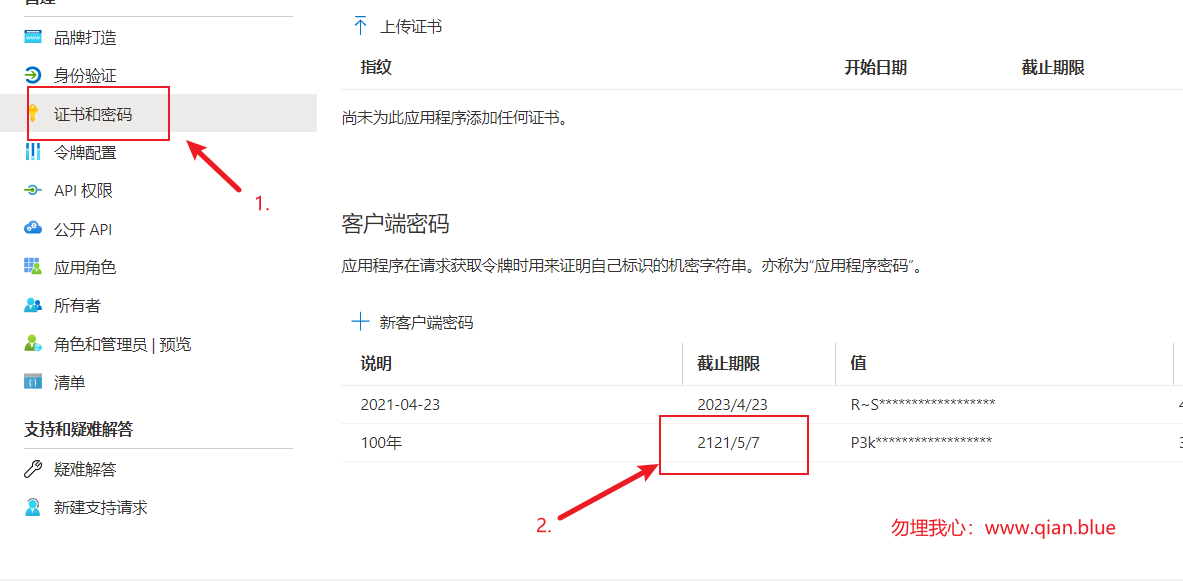 管理
品牌打造
身份验证
证书和密码
令牌配置
API 权限
公开 API
应用角色
所有者
角色和管理员 | 预览
清单
支持和疑难解答
疑难解答
新建支持请求
1.
上传证书
指纹 开始日期 截止期限
尚未为此应用程序添加任何证书。
客户端密码
应用程序在请求获取令牌时用来证明自己标识的机密字符串。亦称为“应用程序密码”。
新客户端密码
说明 截止期限 值
2021-04-23 2023/4/23 R~S******************
100年 2121/5/7 P3k******************
2.
勿埋我心：www.qian.blue